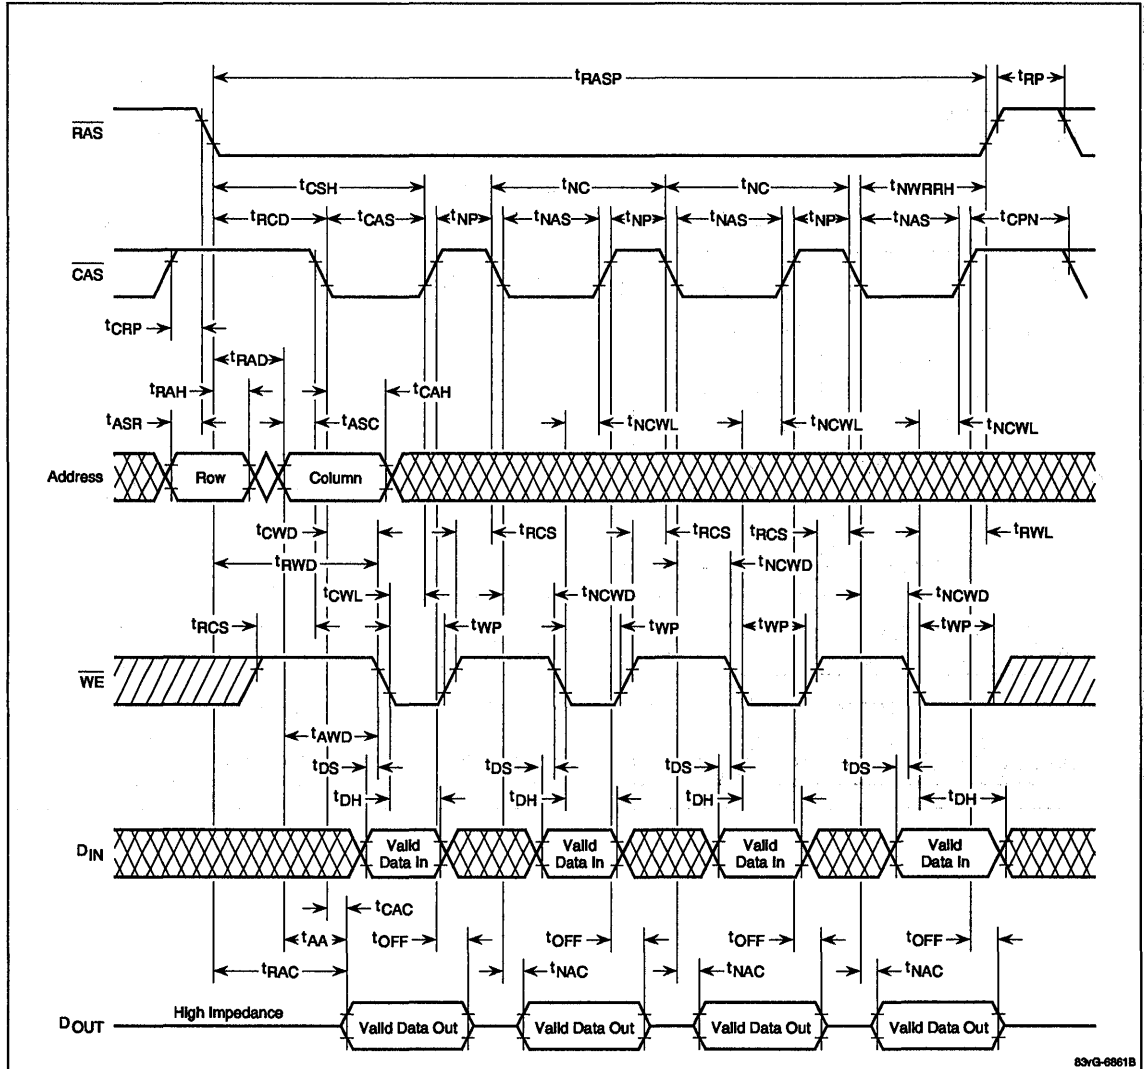 tRASP tRP
RAS
tCSH tNC tNC tNWRRH
tRCD tCAS tNP tNAS tNP tNAS tNP tNAS tCPN
CAS
tCRP
tRAD
tRAH tCAH
tASR tASC tNCWL tNCWL tNCWL
Address Row Column
tCWD tRCS tRCS tRCS tRWL
tRWD tNCWD
tCWL tNCWD tNCWD
tRCS tWP tWP tWP tWP
WE
tAWD
tDS tDS tDS tDS
tDH tDH tDH tDH
DIN Valid Data In Valid Data In Valid Data In Valid Data In
tCAC
tAA tOFF tOFF tOFF tOFF
tRAC tNAC tNAC tNAC
High Impedance
DOUT Valid Data Out Valid Data Out Valid Data Out Valid Data Out
83vG-6861B